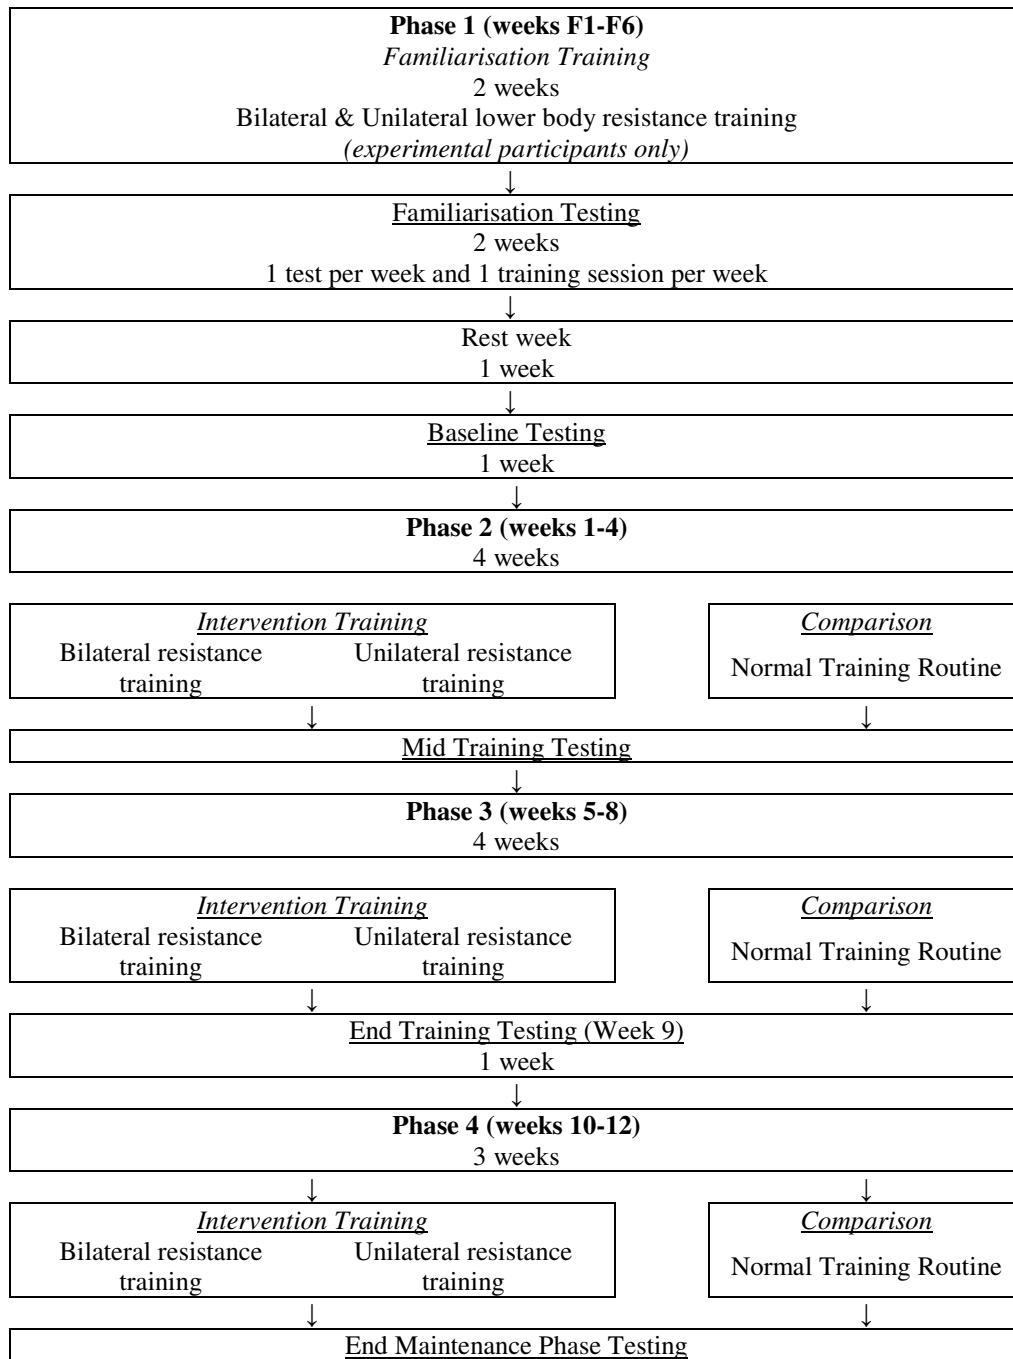 Phase 1 (weeks F1-F6)
Familiarisation Training
2 weeks
Bilateral & Unilateral lower body resistance training
(experimental participants only)
↓
Familiarisation Testing
2 weeks
1 test per week and 1 training session per week
↓
Rest week
1 week
↓
Baseline Testing
1 week
↓
Phase 2 (weeks 1-4)
4 weeks
Intervention Training
Bilateral resistance
training
Unilateral resistance
training
Comparison
Normal Training Routine
↓ ↓
Mid Training Testing
↓
Phase 3 (weeks 5-8)
4 weeks
Intervention Training
Bilateral resistance
training
Unilateral resistance
training
Comparison
Normal Training Routine
↓ ↓
End Training Testing (Week 9)
1 week
↓
Phase 4 (weeks 10-12)
3 weeks
↓ ↓
Intervention Training
Bilateral resistance
training
Unilateral resistance
training
Comparison
Normal Training Routine
↓ ↓
End Maintenance Phase Testing